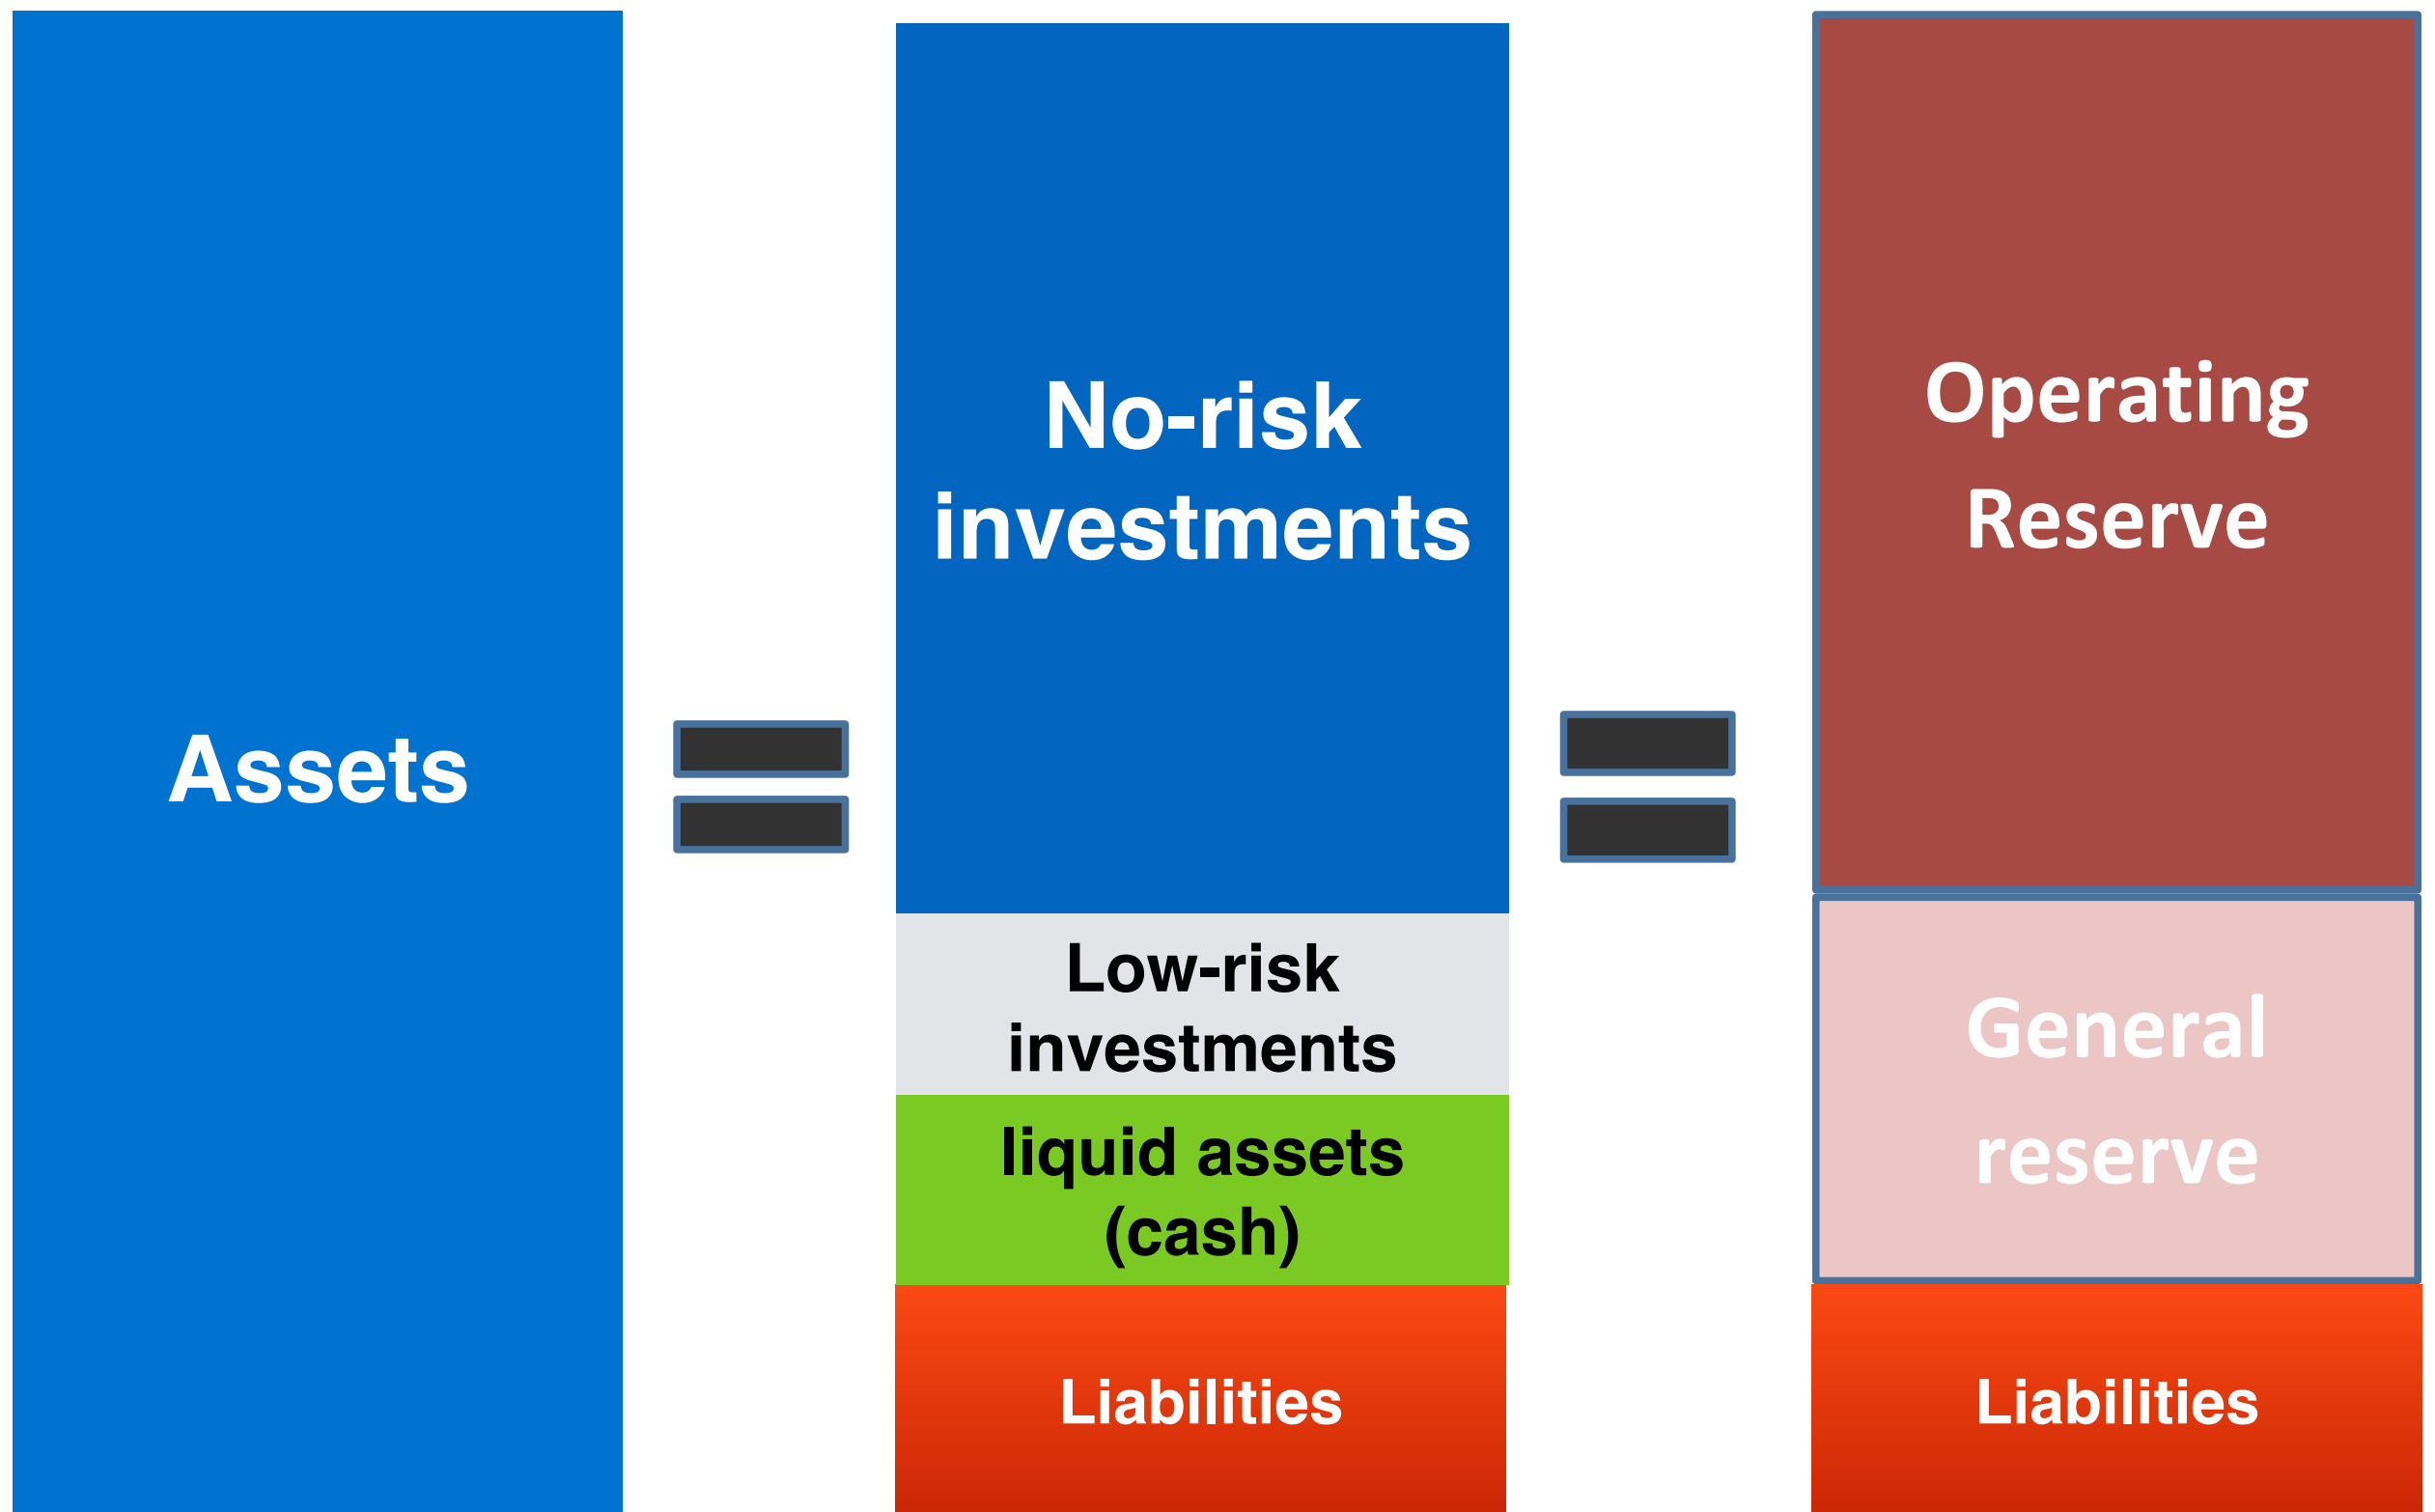 Assets
No-risk
investments
Low-risk
investments
liquid assets
(cash)
Liabilities
Operating
Reserve
General
reserve
Liabilities